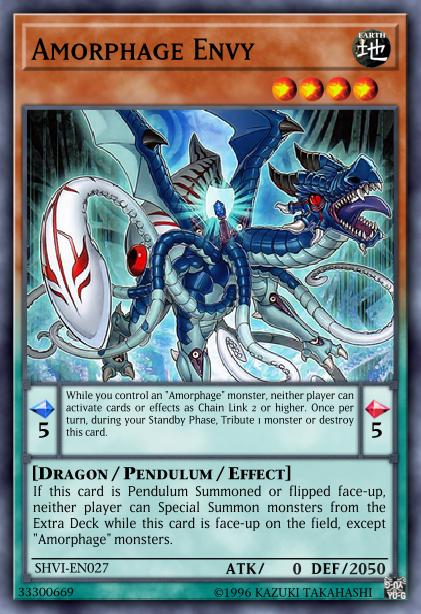 AMORPHAGE ENVY
EARTH
地
While you control an "Amorphage" monster, neither player can
activate cards or effects as Chain Link 2 or higher. Once per
turn, during your Standby Phase, Tribute 1 monster or destroy
this card.
5
5
[DRAGON / PENDULUM / EFFECT]
If this card is Pendulum Summoned or flipped face-up,
neither player can Special Summon monsters from the
Extra Deck while this card is face-up on the field, except
"Amorphage" monsters.
SHVI-EN027
ATK/ 0 DEF/2050
33300669
©1996 KAZUKI TAKAHASHI